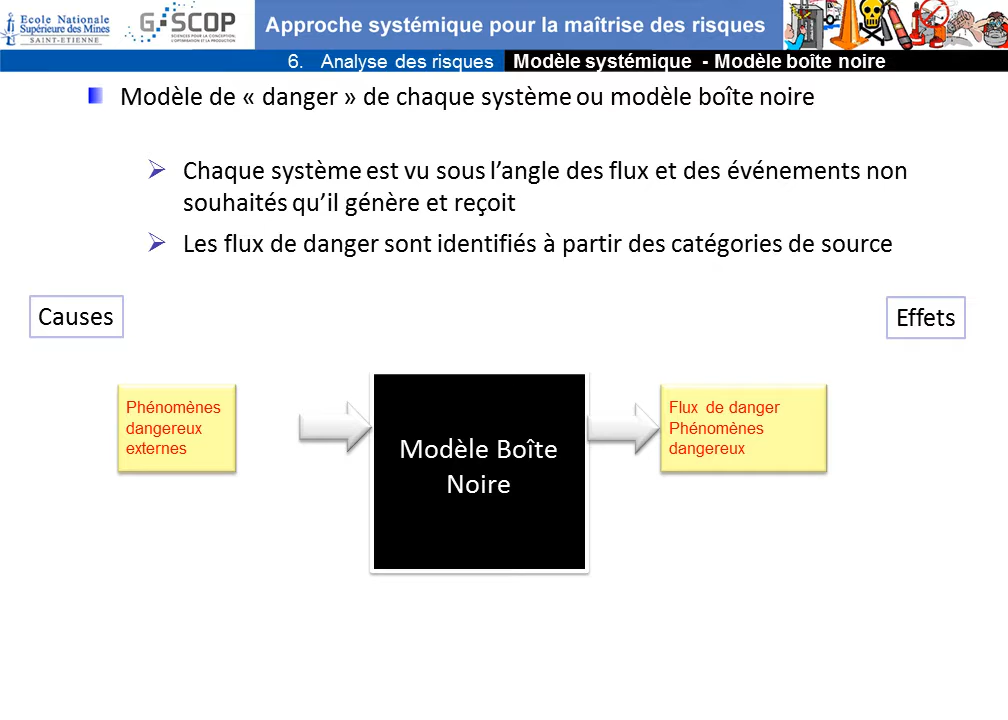 Ecole Nationale
Supérieure des Mines
SAINT-ETIENNE
G-SCOP
SCIENCES POUR LA CONCEPTION,
L'OPTIMISATION ET LA PRODUCTION
Approche systémique pour la maîtrise des risques
6. Analyse des risques
Modèle systémique - Modèle boîte noire
Modèle de « danger » de chaque système ou modèle boîte noire
Chaque système est vu sous l’angle des flux et des événements non
souhaités qu’il génère et reçoit
Les flux de danger sont identifiés à partir des catégories de source
Causes
Effets
Phénomènes
dangereux
externes
Modèle Boîte
Noire
Flux de danger
Phénomènes
dangereux